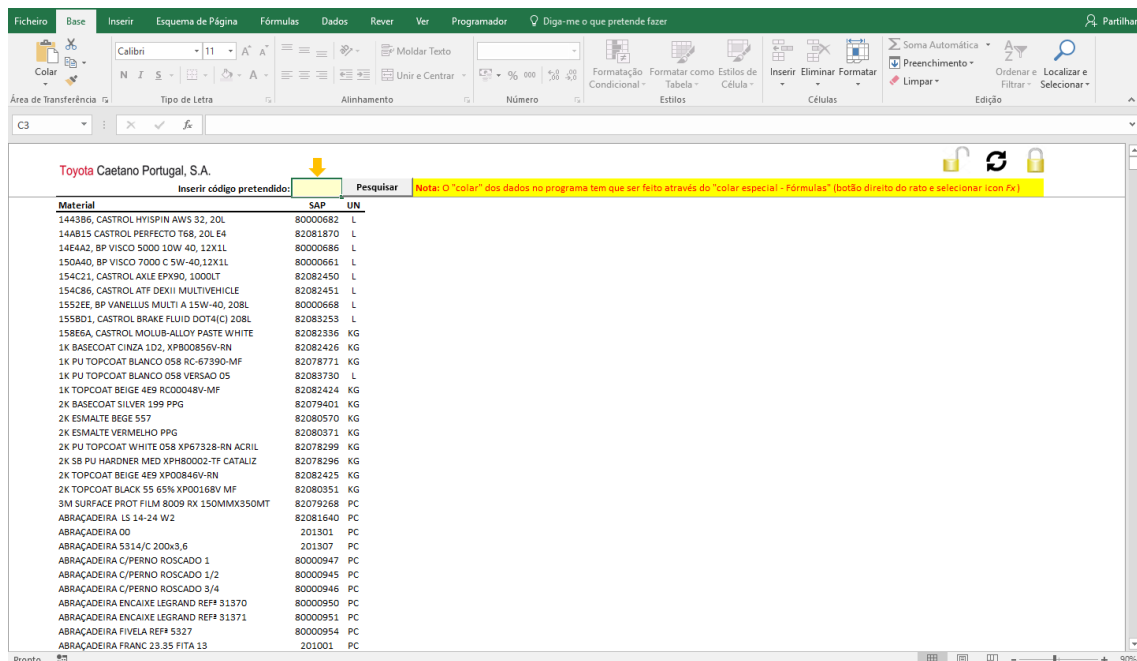 Ficheiro Base Inserir Esquema de Página Fórmulas Dados Rever Ver Programador Diga-me o que pretende fazer Partilhar
Calibri 11 A A Moldar Texto Soma Automática
Colar N I S A Unir e Centrar % 000 Formatação Condicional Formatar como Tabela Estilos de Célula Inserir Eliminar Formatar Preenchimento Limpar Ordenar e Filtrar Localizar e Selecionar
Área de Transferência Tipo de Letra Alinhamento Número Estilos Células Edição
C3 fx
Toyota Caetano Portugal, S.A.
Inserir código pretendido: Pesquisar Nota: O "colar" dos dados no programa tem que ser feito através do "colar especial - Fórmulas" (botão direito do rato e selecionar icon Fx)
Material SAP UN
1443B6, CASTROL HYISPIN AWS 32, 20L 80000682 L
14AB15 CASTROL PERFECTO T68, 20L E4 82081870 L
14E4A2, BP VISCO 5000 10W 40, 12X1L 80000686 L
150A40, BP VISCO 7000 C 5W-40,12X1L 80000661 L
154C21, CASTROL AXLE EPX90, 1000LT 82082450 L
154C86, CASTROL ATF DEXII MULTIVEHICLE 82082451 L
1552EE, BP VANELLUS MULTI A 15W-40, 208L 80000668 L
155BD1, CASTROL BRAKE FLUID DOT4(C) 208L 82083253 L
158E6A, CASTROL MOLUB-ALLOY PASTE WHITE 82082336 KG
1K BASECOAT CINZA 1D2, XPB00856V-RN 82082426 KG
1K PU TOPCOAT BLANCO 058 RC-67390-MF 82078771 KG
1K PU TOPCOAT BLANCO 058 VERSAO 05 82083730 L
1K TOPCOAT BEIGE 4E9 RC00048V-MF 82082424 KG
2K BASECOAT SILVER 199 PPG 82079401 KG
2K ESMALTE BEGE 557 82080570 KG
2K ESMALTE VERMELHO PPG 82080371 KG
2K PU TOPCOAT WHITE 058 XP67328-RN ACRIL 82078299 KG
2K SB PU HARDNER MED XPH80002-TF CATALIZ 82078296 KG
2K TOPCOAT BEIGE 4E9 XP00846V-RN 82082425 KG
2K TOPCOAT BLACK 55 65% XP00168V MF 82080351 KG
3M SURFACE PROT FILM 8009 RX 150MMX350MT 82079268 PC
ABRAÇADEIRA LS 14-24 W2 82081640 PC
ABRAÇADEIRA 00 201301 PC
ABRAÇADEIRA 5314/C 200x3,6 201307 PC
ABRAÇADEIRA C/PERNO ROSCADO 1 80000947 PC
ABRAÇADEIRA C/PERNO ROSCADO 1/2 80000945 PC
ABRAÇADEIRA C/PERNO ROSCADO 3/4 80000946 PC
ABRAÇADEIRA ENCAIXE LEGRAND REFª 31370 80000950 PC
ABRAÇADEIRA ENCAIXE LEGRAND REFª 31371 80000951 PC
ABRAÇADEIRA FIVELA REFª 5327 80000954 PC
ABRAÇADEIRA FRANC 23.35 FITA 13 201001 PC
Pronto 90%